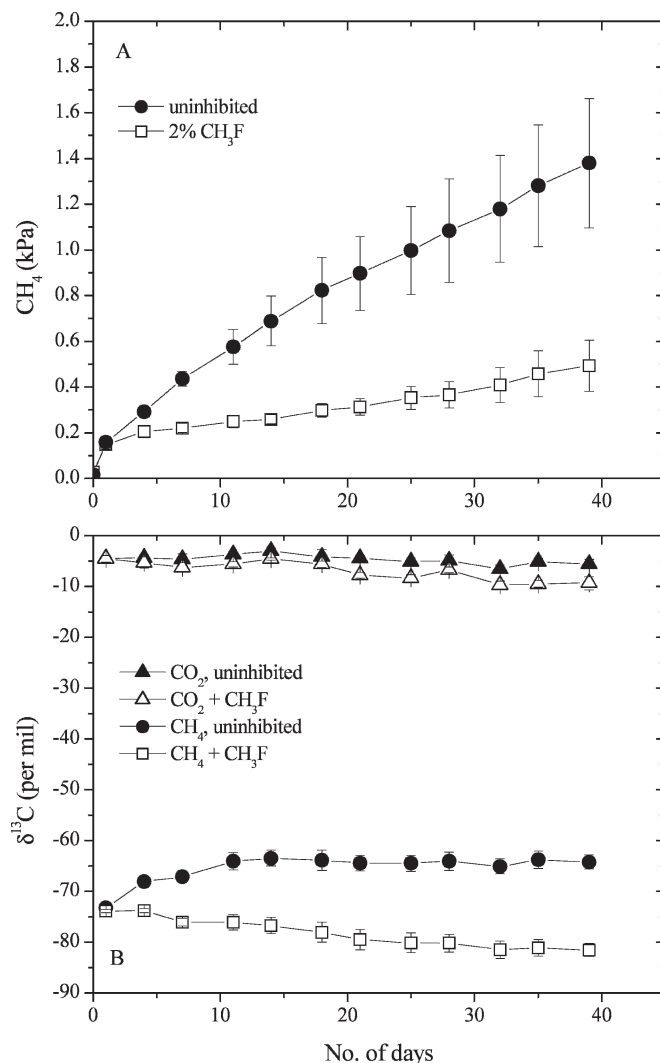 2.0
A
1.8
uninhibited
1.6
2% CH₃F
1.4
1.2
1.0
0.8
0.6
0.4
0.2
0.0
CH₄ (kPa)
0 10 20 30 40
0
-10
-20
CO₂, uninhibited
-30
CO₂ + CH₃F
CH₄, uninhibited
-40
CH₄ + CH₃F
-50
-60
-70
-80
B
-90
δ¹³C (per mil)
0 10 20 30 40
No. of days